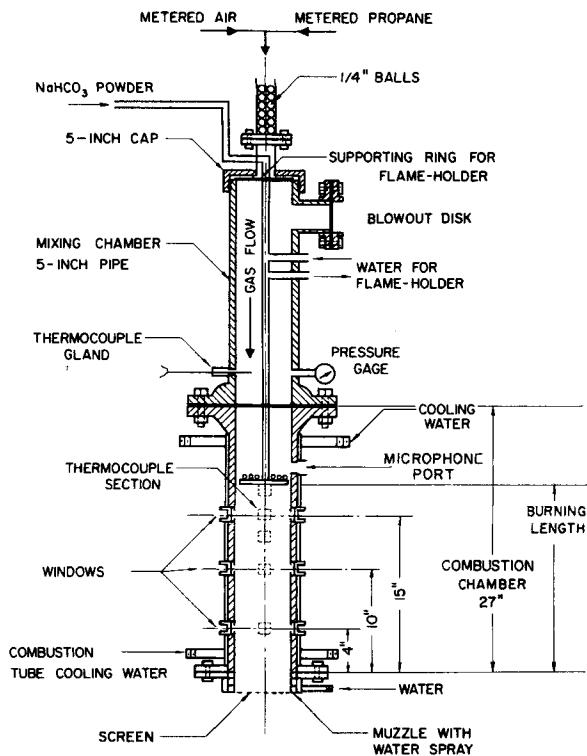 METERED AIR
METERED PROPANE
NaHCO3 POWDER
1/4" BALLS
5-INCH CAP
SUPPORTING RING FOR
FLAME-HOLDER
BLOWOUT DISK
MIXING CHAMBER
5-INCH PIPE
GAS FLOW
WATER FOR
FLAME-HOLDER
THERMOCOUPLE
GLAND
PRESSURE
GAGE
COOLING
WATER
THERMOCOUPLE
SECTION
MICROPHONE
PORT
BURNING
LENGTH
WINDOWS
COMBUSTION
CHAMBER
27"
15"
10"
4"
COMBUSTION
TUBE COOLING WATER
WATER
SCREEN
MUZZLE WITH
WATER SPRAY